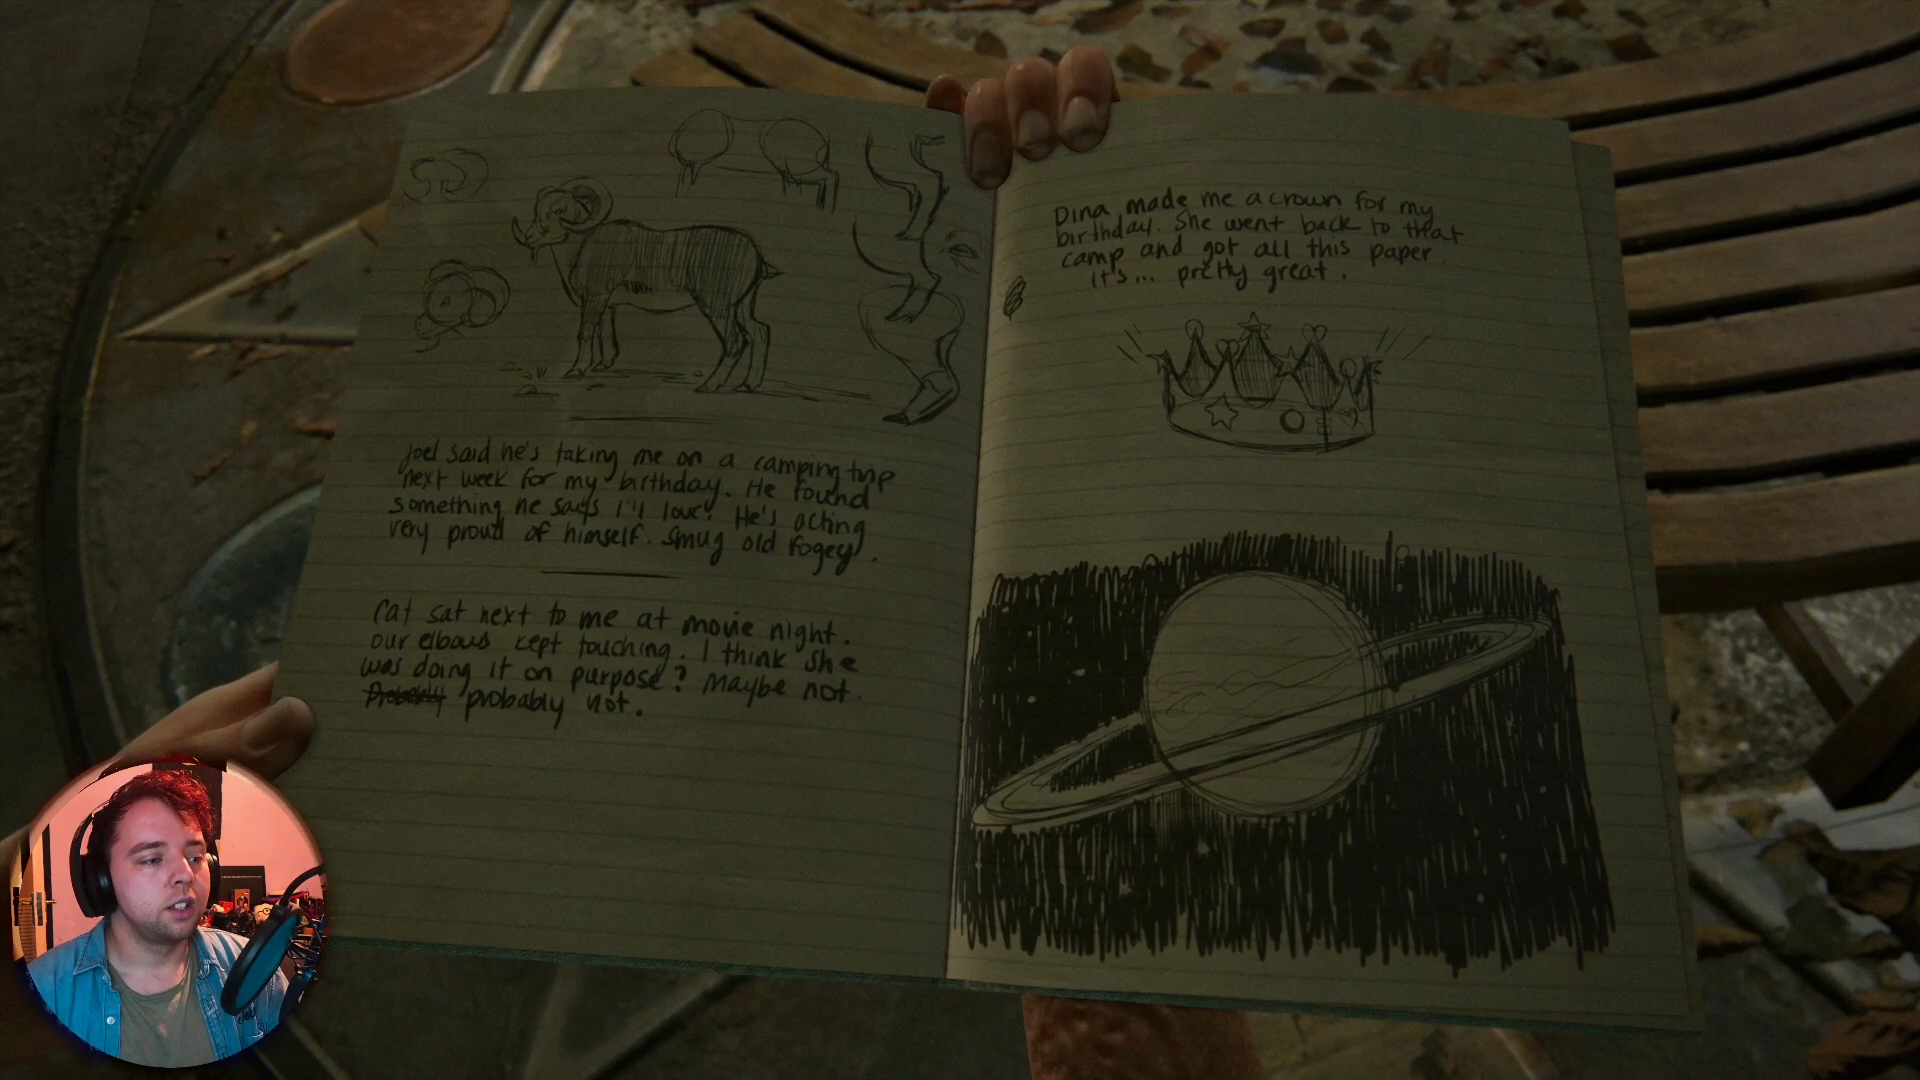 Joel said he's taking me on a camping trip
next week for my birthday. He found
something he says I'll love. He's acting
very proud of himself. Smug old fogey.
Cat sat next to me at movie night.
our elbows kept touching. I think she
was doing it on purpose? Maybe not.
Probably probably not.
Dina made me a crown for my
birthday. She went back to that
camp and got all this paper.
It's... pretty great.